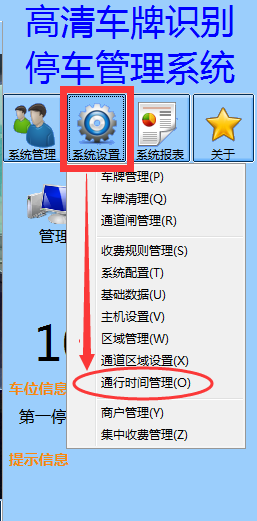 高清车牌识别
停车管理系统
系统管理 系统设置 系统报表 关于
车牌管理(P)
车牌清理(Q)
通道闸管理(R)
管理
收费规则管理(S)
系统配置(T)
基础数据(U)
主机设置(V)
区域管理(W)
通道区域设置(X)
车位信息
通行时间管理(O)
第一停
商户管理(Y)
集中收费管理(Z)
提示信息